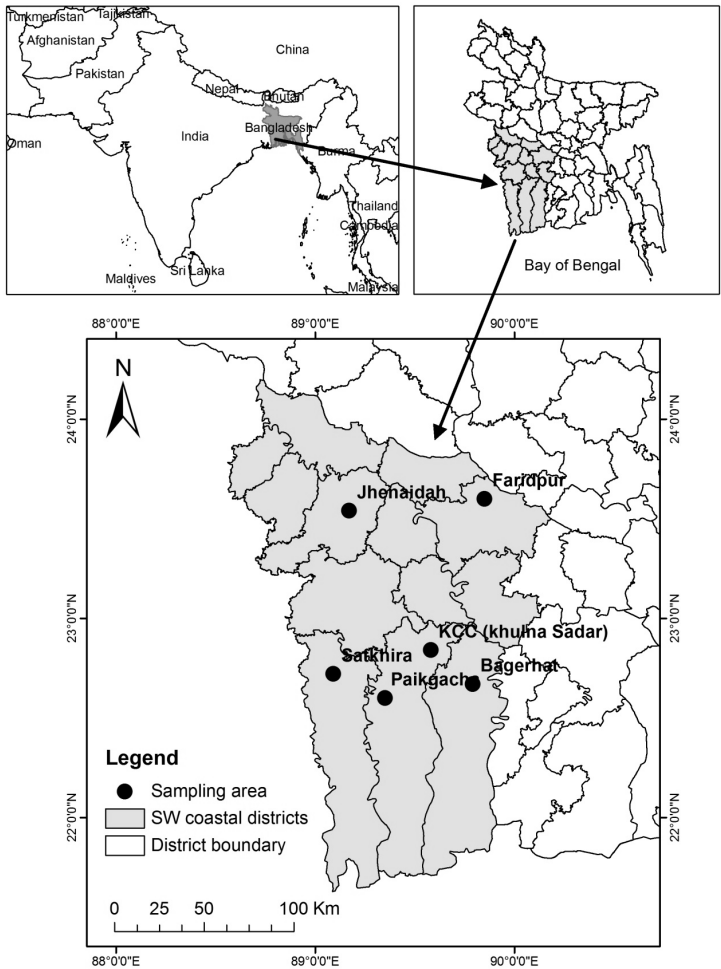 Turkmenistan
Tajikistan
Afghanistan
China
Pakistan
Nepal
Bhutan
Bangladesh
Oman
India
Burma
Thailand
Cambodia
Sri Lanka
Maldives
Malaysia
Bay of Bengal
88°0'0"E
89°0'0"E
90°0'0"E
N
24°0'0"N
24°0'0"N
Jhenaidah
Faridpur
23°0'0"N
23°0'0"N
KCC (khulna Sadar)
Satkhira
Bagerhat
Paikgacha
Legend
Sampling area
SW coastal districts
District boundary
22°0'0"N
22°0'0"N
0 25 50 100 Km
88°0'0"E
89°0'0"E
90°0'0"E